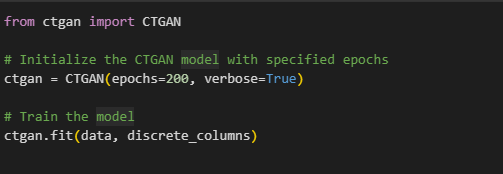 from ctgan import CTGAN
# Initialize the CTGAN model with specified epochs
ctgan = CTGAN(epochs=200, verbose=True)
# Train the model
ctgan.fit(data, discrete_columns)